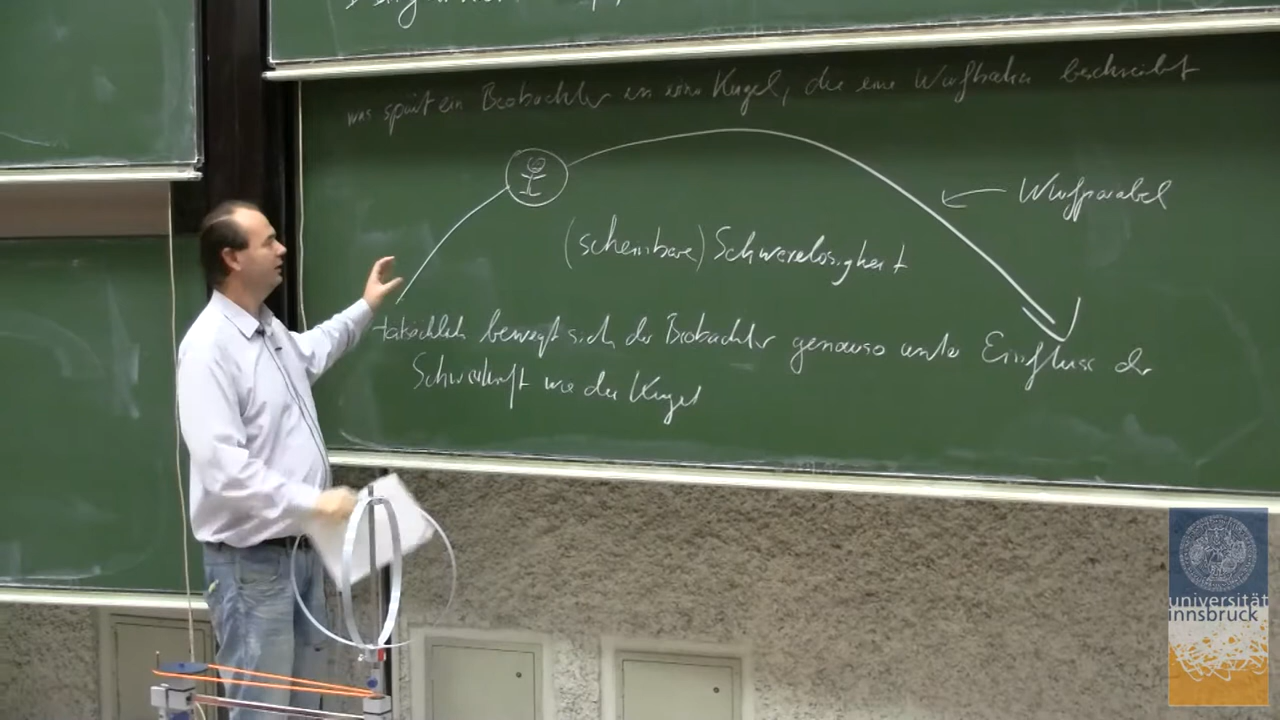 was spürt ein Beobachter in einer Kugel, die eine Wurfbahn beschreibt
Wurfparabel
(scheinbare) Schwerelosigkeit
tatsächlich bewegt sich der Beobachter genauso unter Einfluss der
Schwerkraft wie die Kugel
universität
innsbruck